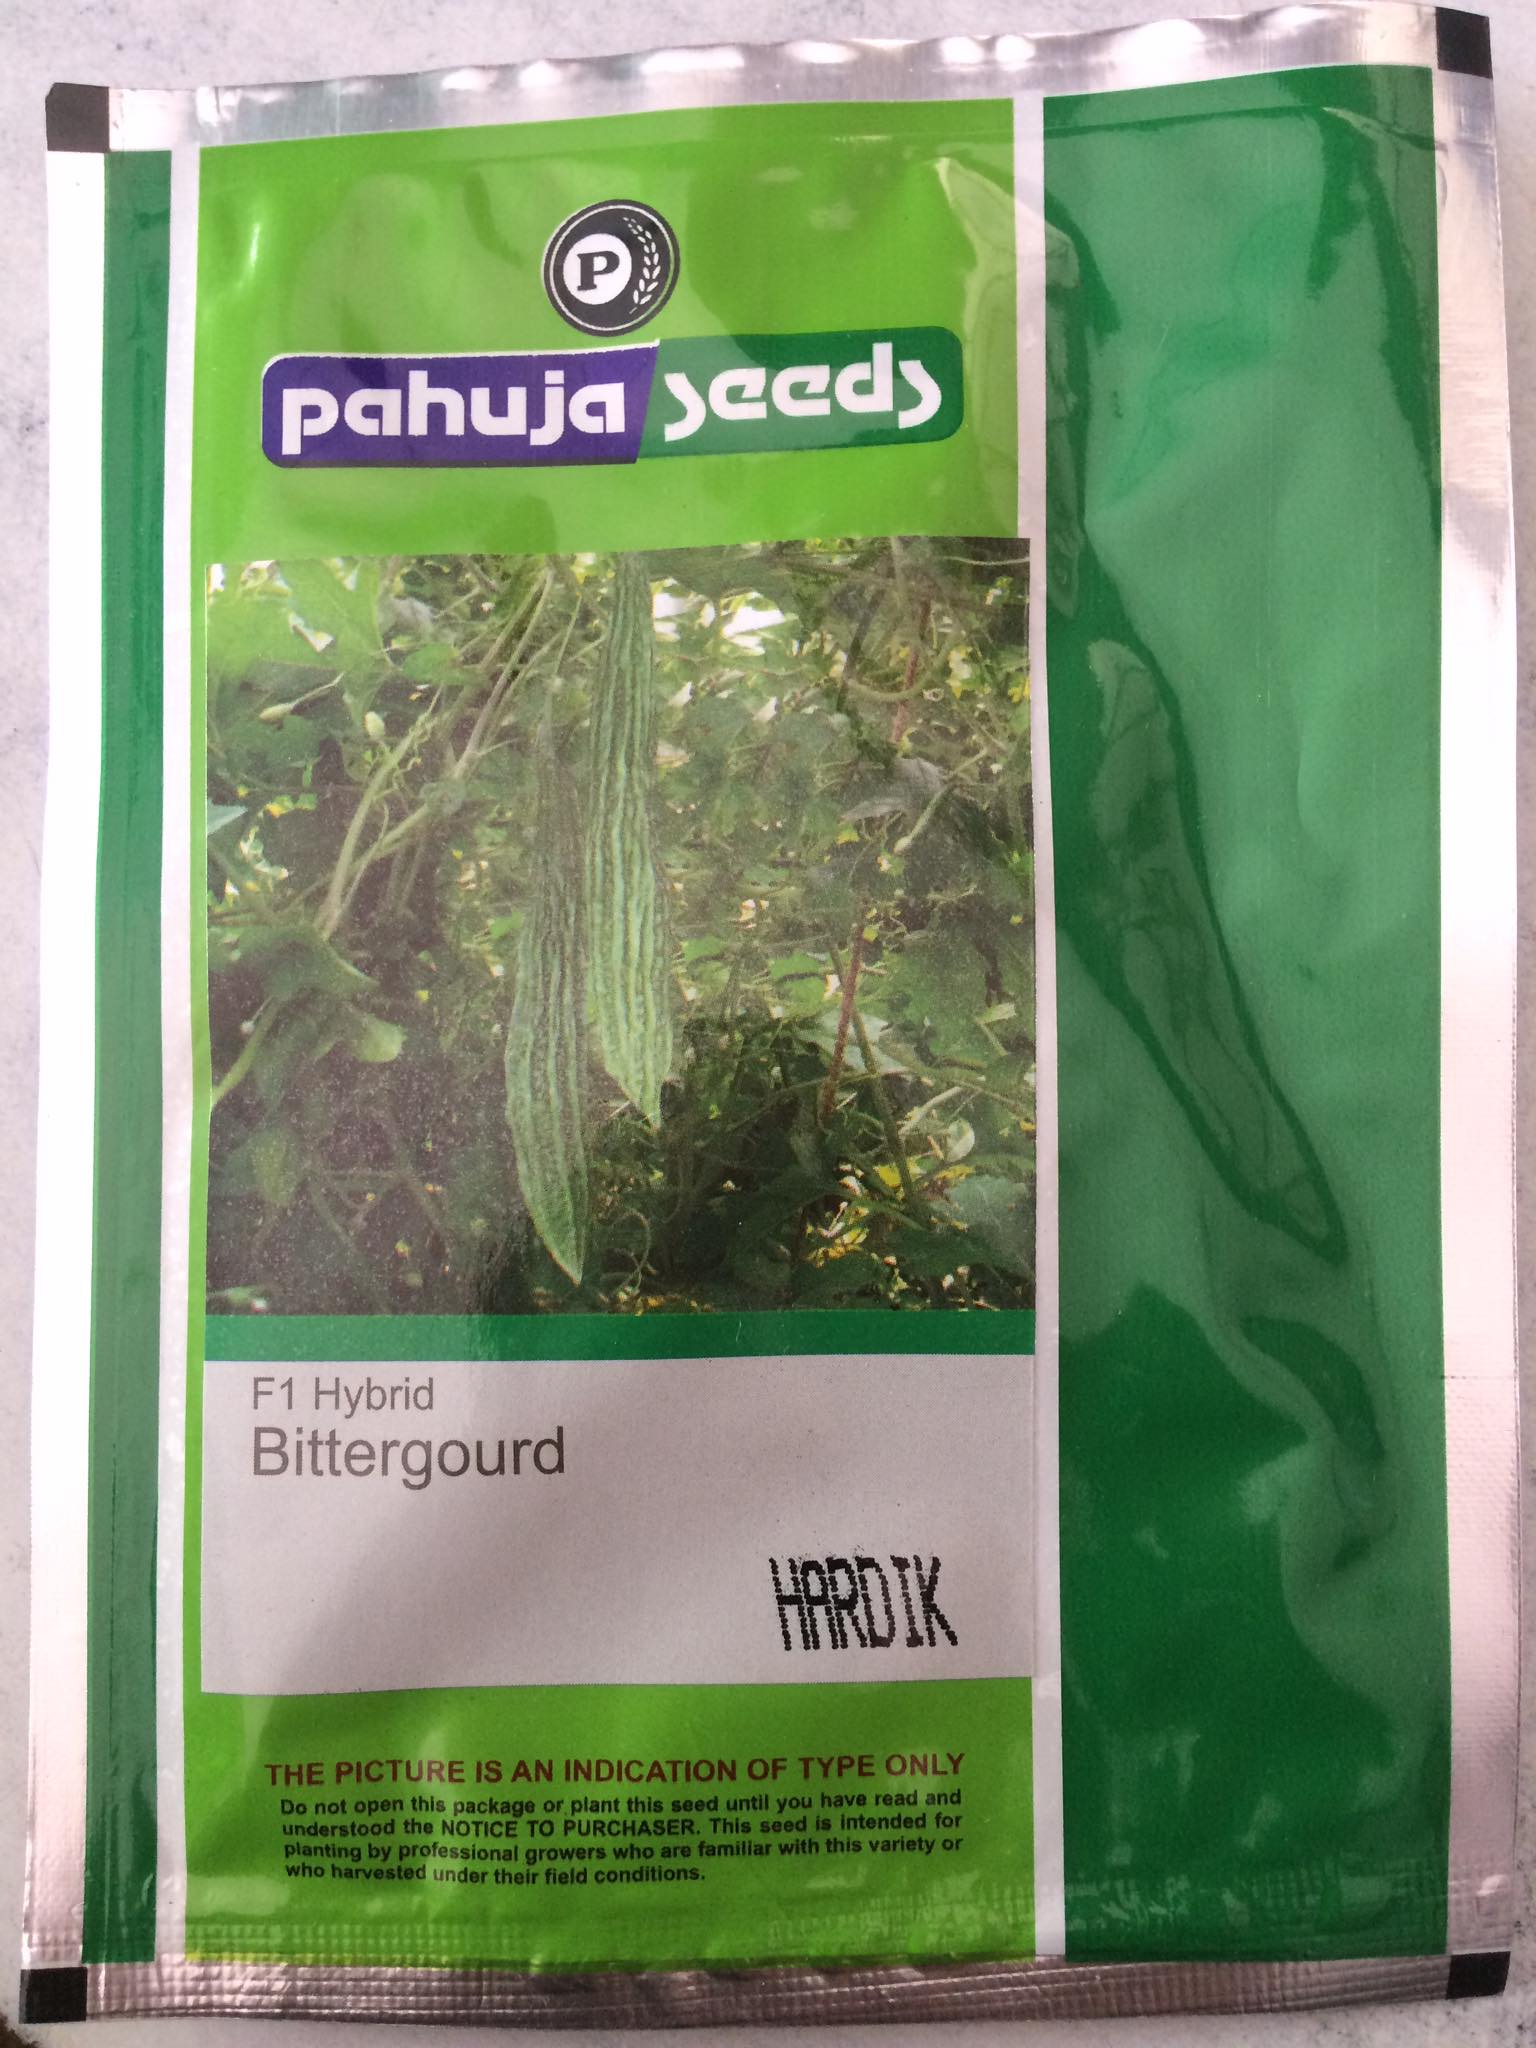 P
pahuja seeds
F1 Hybrid
Bittergourd
HARDIK
THE PICTURE IS AN INDICATION OF TYPE ONLY
Do not open this package or plant this seed until you have read and
understood the NOTICE TO PURCHASER. This seed is intended for
planting by professional growers who are familiar with this variety or
who harvested under their field conditions.